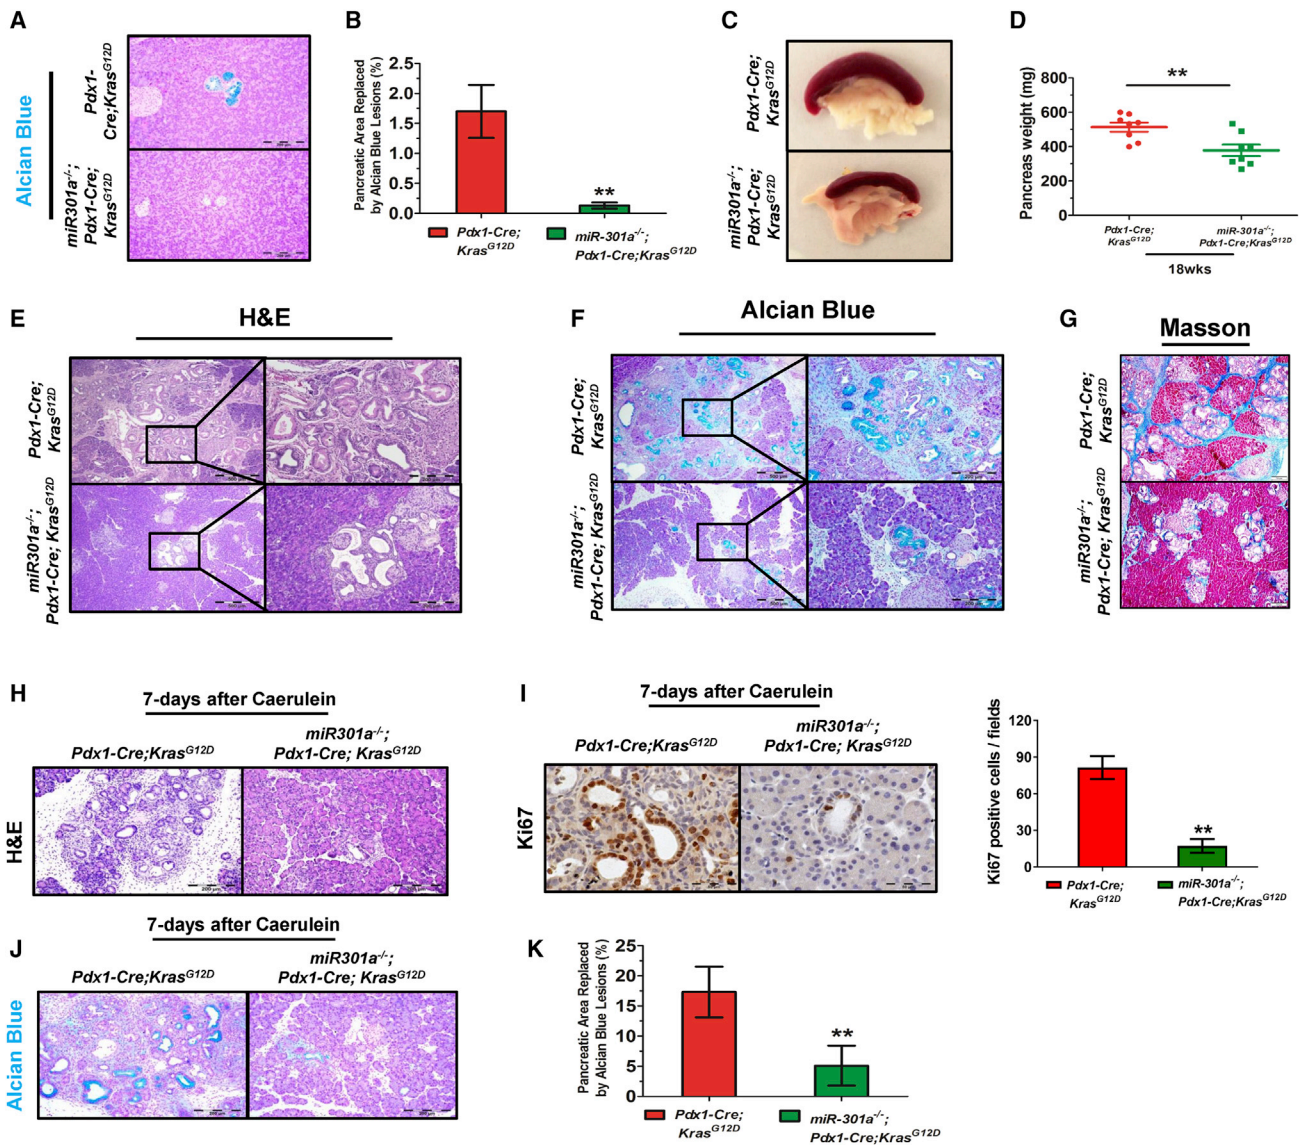 A
Alcian Blue
Pdx1-
Cre;KrasG12D
miR301a-/-;
Pdx1-Cre;
KrasG12D
B
Pancreatic Area Replaced
by Alcian Blue Lesions (%)
2.5
2.0
1.5
1.0
0.5
0.0
**
Pdx1-Cre;
KrasG12D
miR-301a-/-;
Pdx1-Cre;KrasG12D
C
Pdx1-Cre;
KrasG12D
miR301a-/-;
Pdx1-Cre;
KrasG12D
D
Pancreas weight (mg)
800
600
400
200
0
**
Pdx1-Cre;
KrasG12D
miR-301a-/-;
Pdx1-Cre;KrasG12D
18wks
E
H&E
Pdx1-Cre;
KrasG12D
miR301a-/-;
Pdx1-Cre; KrasG12D
F
Alcian Blue
Pdx1-Cre;
KrasG12D
miR301a-/-;
Pdx1-Cre; KrasG12D
G
Masson
Pdx1-Cre;
KrasG12D
miR301a-/-;
Pdx1-Cre; KrasG12D
H
7-days after Caerulein
Pdx1-Cre;KrasG12D
miR301a-/-;
Pdx1-Cre; KrasG12D
H&E
I
7-days after Caerulein
Pdx1-Cre;KrasG12D
miR301a-/-;
Pdx1-Cre; KrasG12D
Ki67
Ki67 positive cells / fields
120
90
60
30
0
**
Pdx1-Cre;
KrasG12D
miR-301a-/-;
Pdx1-Cre;KrasG12D
J
7-days after Caerulein
Pdx1-Cre;KrasG12D
miR301a-/-;
Pdx1-Cre; KrasG12D
Alcian Blue
K
Pancreatic Area Replaced
by Alcian Blue Lesions (%)
25
20
15
10
5
0
**
Pdx1-Cre;
KrasG12D
miR-301a-/-;
Pdx1-Cre;KrasG12D